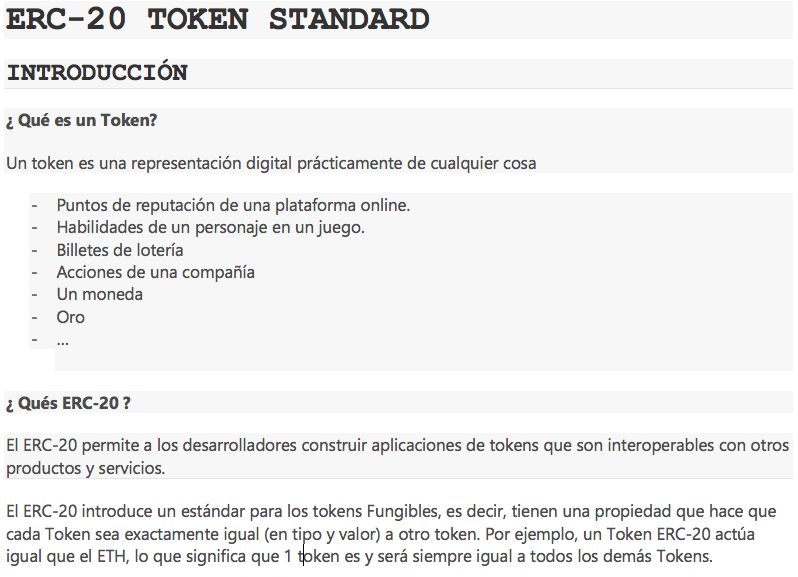 ERC-20 TOKEN STANDARD
INTRODUCCIÓN
¿ Qué es un Token?
Un token es una representación digital prácticamente de cualquier cosa
- Puntos de reputación de una plataforma online.
- Habilidades de un personaje en un juego.
- Billetes de lotería
- Acciones de una compañía
- Un moneda
- Oro
- ...
¿ Qués ERC-20 ?
El ERC-20 permite a los desarrolladores construir aplicaciones de tokens que son interoperables con otros
productos y servicios.
El ERC-20 introduce un estándar para los tokens Fungibles, es decir, tienen una propiedad que hace que
cada Token sea exactamente igual (en tipo y valor) a otro token. Por ejemplo, un Token ERC-20 actúa
igual que el ETH, lo que significa que 1 token es y será siempre igual a todos los demás Tokens.